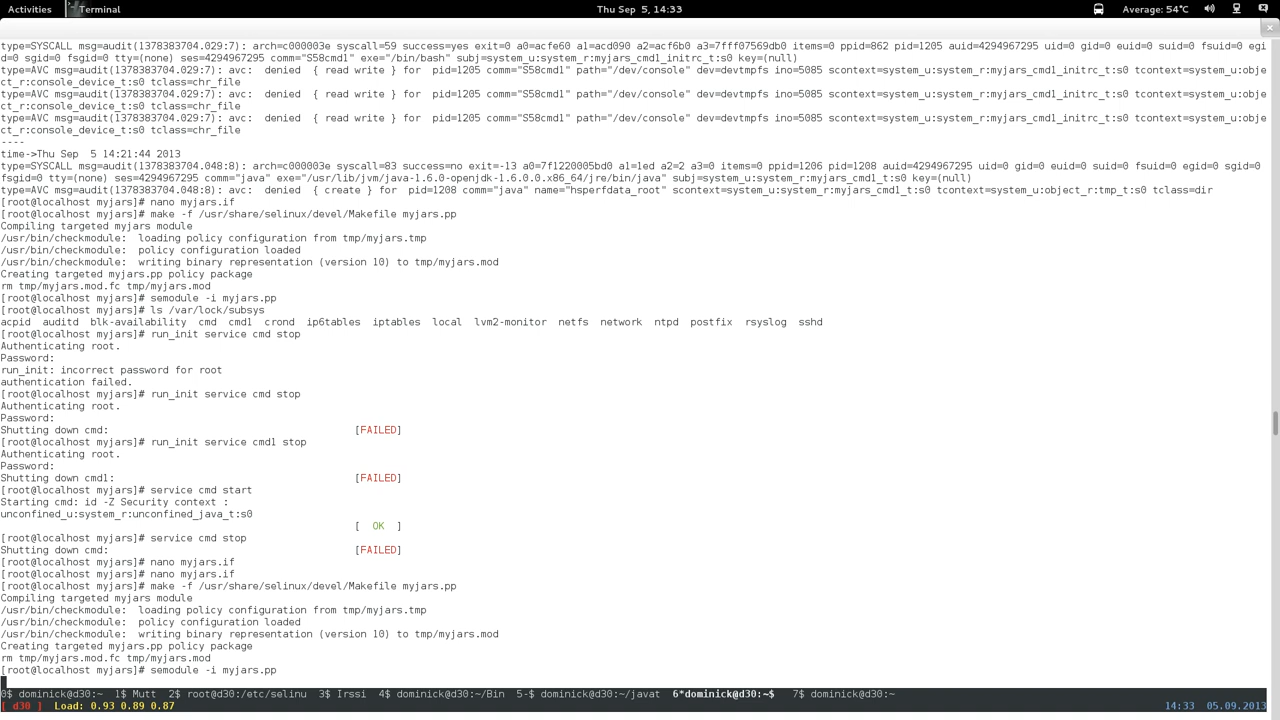 Activities Terminal Thu Sep 5, 14:33 Average: 54°C
type=SYSCALL msg=audit(1378383704.029:7): arch=c000003e syscall=59 success=yes exit=0 a0=acfe60 a1=acd090 a2=acf6b0 a3=7fff07569db0 items=0 ppid=862 pid=1205 auid=4294967295 uid=0 gid=0 euid=0 suid=0 fsuid=0 egi
d=0 sgid=0 fsgid=0 tty=(none) ses=4294967295 comm="S58cmd1" exe="/bin/bash" subj=system_u:system_r:myjars_cmd1_initrc_t:s0 key=(null)
type=AVC msg=audit(1378383704.029:7): avc:  denied  { read write } for  pid=1205 comm="S58cmd1" path="/dev/console" dev=devtmpfs ino=5085 scontext=system_u:system_r:myjars_cmd1_initrc_t:s0 tcontext=system_u:obje
ct_r:console_device_t:s0 tclass=chr_file
type=AVC msg=audit(1378383704.029:7): avc:  denied  { read write } for  pid=1205 comm="S58cmd1" path="/dev/console" dev=devtmpfs ino=5085 scontext=system_u:system_r:myjars_cmd1_initrc_t:s0 tcontext=system_u:obje
ct_r:console_device_t:s0 tclass=chr_file
type=AVC msg=audit(1378383704.029:7): avc:  denied  { read write } for  pid=1205 comm="S58cmd1" path="/dev/console" dev=devtmpfs ino=5085 scontext=system_u:system_r:myjars_cmd1_initrc_t:s0 tcontext=system_u:obje
ct_r:console_device_t:s0 tclass=chr_file
----
time->Thu Sep  5 14:21:44 2013
type=SYSCALL msg=audit(1378383704.048:8): arch=c000003e syscall=83 success=no exit=-13 a0=7f1220005bd0 a1=1ed a2=2 a3=0 items=0 ppid=1206 pid=1208 auid=4294967295 uid=0 gid=0 euid=0 suid=0 fsuid=0 egid=0 sgid=0
fsgid=0 tty=(none) ses=4294967295 comm="java" exe="/usr/lib/jvm/java-1.6.0-openjdk-1.6.0.0.x86_64/jre/bin/java" subj=system_u:system_r:myjars_cmd1_t:s0 key=(null)
type=AVC msg=audit(1378383704.048:8): avc:  denied  { create } for  pid=1208 comm="java" name="hsperfdata_root" scontext=system_u:system_r:myjars_cmd1_t:s0 tcontext=system_u:object_r:tmp_t:s0 tclass=dir
[root@localhost myjars]# nano myjars.if
[root@localhost myjars]# make -f /usr/share/selinux/devel/Makefile myjars.pp
Compiling targeted myjars module
/usr/bin/checkmodule:  loading policy configuration from tmp/myjars.tmp
/usr/bin/checkmodule:  policy configuration loaded
/usr/bin/checkmodule:  writing binary representation (version 10) to tmp/myjars.mod
Creating targeted myjars.pp policy package
rm tmp/myjars.mod.fc tmp/myjars.mod
[root@localhost myjars]# semodule -i myjars.pp
[root@localhost myjars]# ls /var/lock/subsys
acpid  auditd  blk-availability  cmd  cmd1  crond  ip6tables  iptables  local  lvm2-monitor  netfs  network  ntpd  postfix  rsyslog  sshd
[root@localhost myjars]# run_init service cmd stop
Authenticating root.
Password:
run_init: incorrect password for root
authentication failed.
[root@localhost myjars]# run_init service cmd stop
Authenticating root.
Password:
Shutting down cmd: [FAILED]
[root@localhost myjars]# run_init service cmd1 stop
Authenticating root.
Password:
Shutting down cmd1: [FAILED]
[root@localhost myjars]# service cmd start
Starting cmd: id -Z Security context :
unconfined_u:system_r:unconfined_java_t:s0
[  OK  ]
[root@localhost myjars]# service cmd stop
Shutting down cmd: [FAILED]
[root@localhost myjars]# nano myjars.if
[root@localhost myjars]# nano myjars.if
[root@localhost myjars]# make -f /usr/share/selinux/devel/Makefile myjars.pp
Compiling targeted myjars module
/usr/bin/checkmodule:  loading policy configuration from tmp/myjars.tmp
/usr/bin/checkmodule:  policy configuration loaded
/usr/bin/checkmodule:  writing binary representation (version 10) to tmp/myjars.mod
Creating targeted myjars.pp policy package
rm tmp/myjars.mod.fc tmp/myjars.mod
[root@localhost myjars]# semodule -i myjars.pp
0$ dominick@d30:~  1$ Mutt  2$ root@d30:/etc/selinu  3$ Irssi  4$ dominick@d30:~/Bin  5-$ dominick@d30:~/javat  6*dominick@d30:~$  7$ dominick@d30:~
[ d30 ] Load: 0.93 0.89 0.87 14:33 05.09.2013